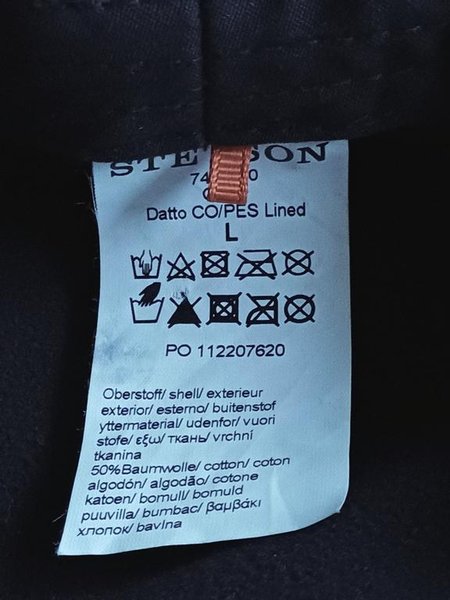 Datto CO/PES Lined
L
PO 112207620
Oberstoff/ shell/ exterieur
exterior/ esterno/ buitenstof
yttermaterial/ udenfor/ vuori
stofe/ εξω/ ткань/ vrchní
tkanina
50%Baumwolle/ cotton/ coton
algodón/ algodão/ cotone
katoen/ bomull/ bomuld
puuvilla/ bumbac/ βαμβάκι
хлопок/ bavlna